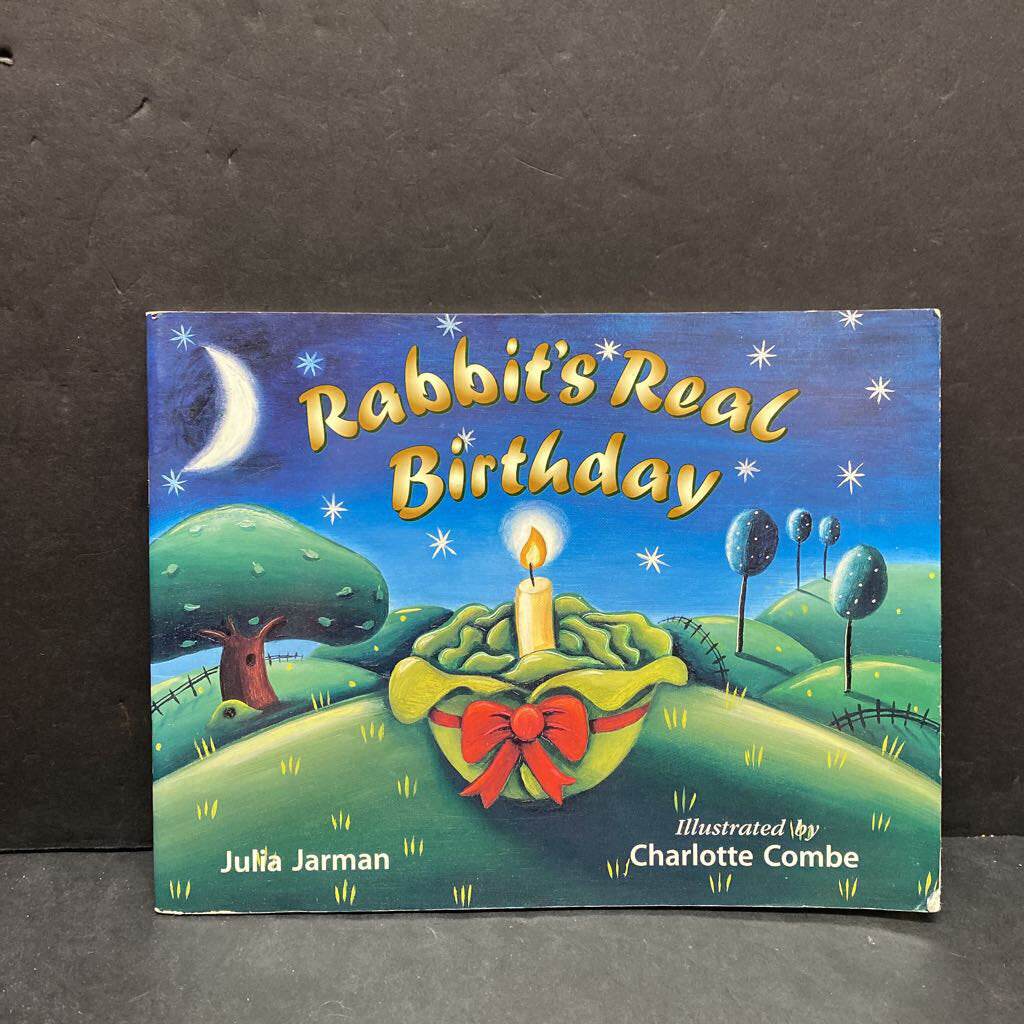 Rabbit's Real
Birthday
Illustrated by
Julia Jarman
Charlotte Combe